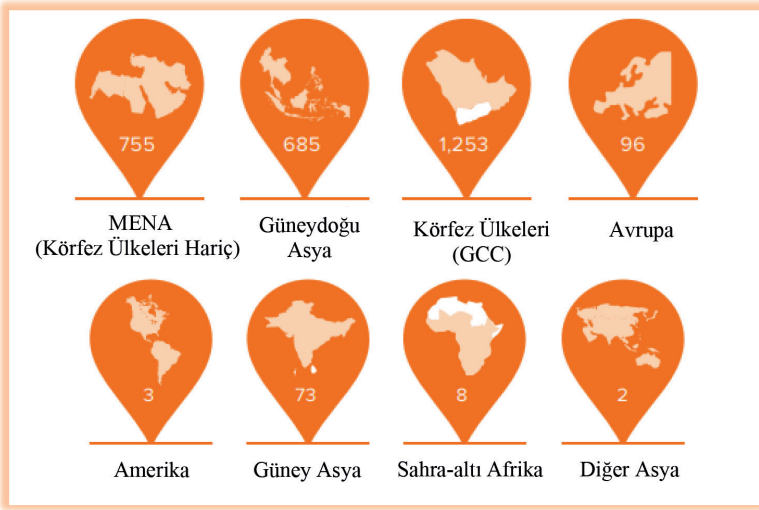 755
MENA
(Körfez Ülkeleri Hariç)
685
Güneydoğu
Asya
1,253
Körfez Ülkeleri
(GCC)
96
Avrupa
3
Amerika
73
Güney Asya
8
Sahra-altı Afrika
2
Diğer Asya